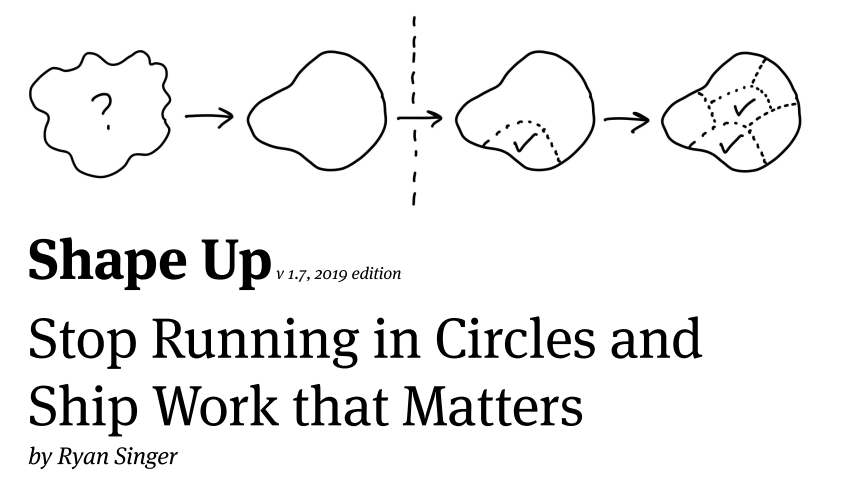 ?
Shape Up v 1.7, 2019 edition
Stop Running in Circles and
Ship Work that Matters
by Ryan Singer